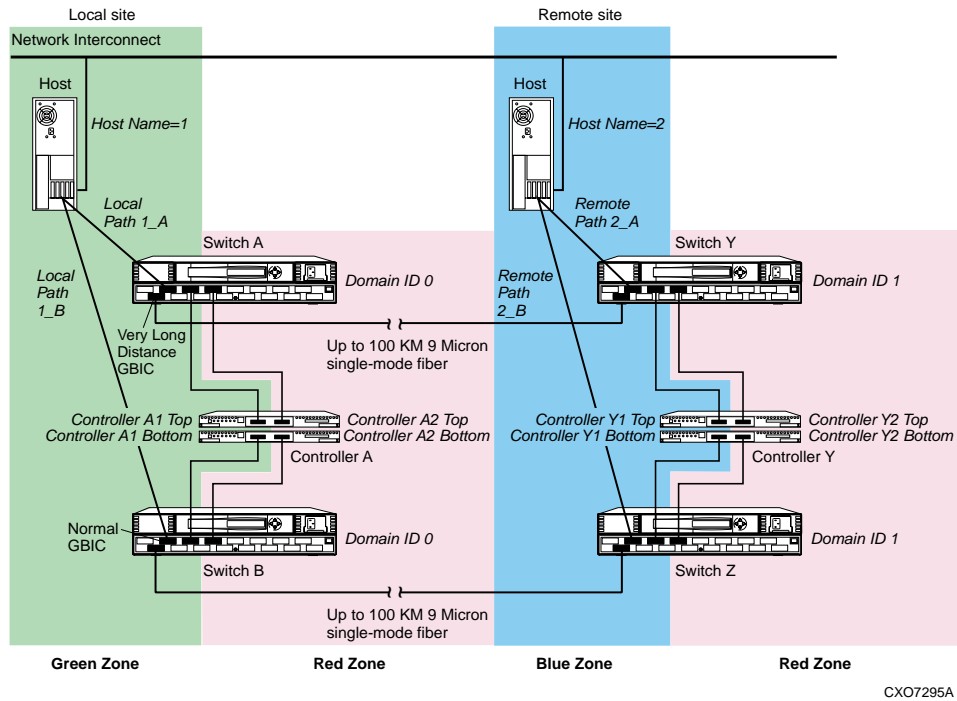 Local site
Remote site
Network Interconnect
Host
Host
Host Name=1
Host Name=2
Local
Path 1_A
Remote
Path 2_A
Switch A
Switch Y
Local
Path
1_B
Domain ID 0
Remote
Path
2_B
Domain ID 1
Very Long
Distance
GBIC
Up to 100 KM 9 Micron
single-mode fiber
Controller A1 Top
Controller A2 Top
Controller Y1 Top
Controller Y2 Top
Controller A1 Bottom
Controller A2 Bottom
Controller Y1 Bottom
Controller Y2 Bottom
Controller A
Controller Y
Normal
GBIC
Domain ID 0
Domain ID 1
Switch B
Switch Z
Up to 100 KM 9 Micron
single-mode fiber
Green Zone
Red Zone
Blue Zone
Red Zone
CXO7295A